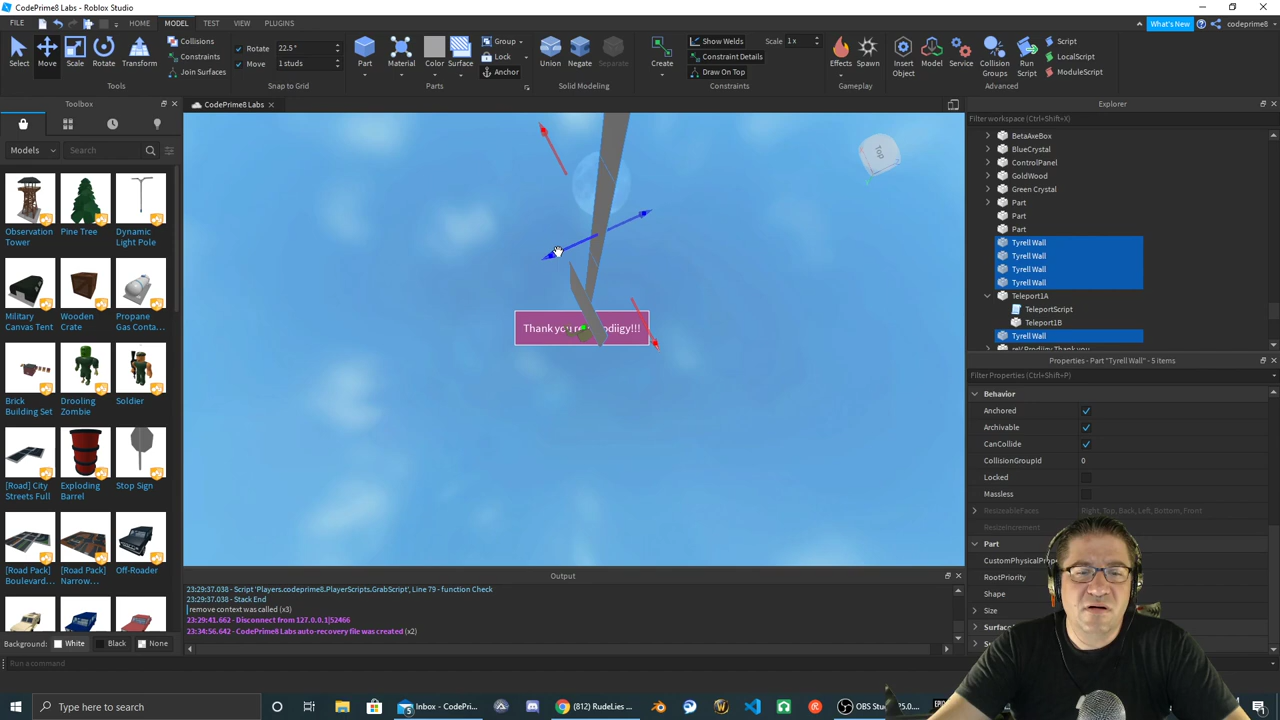 CodePrime8 Labs - Roblox Studio
FILE HOME MODEL TEST VIEW PLUGINS
What's New codeprime8
Select Move Scale Rotate Transform
Collisions
Constraints
Join Surfaces
Tools
Rotate 22.5 °
Move 1 studs
Snap to Grid
Part Material Color Surface
Group
Lock
Anchor
Parts
Union Negate Separate
Solid Modeling
Create
Show Welds
Constraint Details
Draw On Top
Scale 1 x
Constraints
Effects Spawn
Gameplay
Insert Object
Model
Service
Collision Groups
Run Script
Script
LocalScript
ModuleScript
Advanced
Toolbox
Models Search
Observation Tower
Pine Tree
Dynamic Light Pole
Military Canvas Tent
Wooden Crate
Propane Gas Conta...
Brick Building Set
Drooling Zombie
Soldier
[Road] City Streets Full
Exploding Barrel
Stop Sign
[Road Pack] Boulevard...
[Road Pack] Narrow...
Off-Roader
Background: White Black None
CodePrime8 Labs
Top
Output
23:29:37.038 - Script 'Players.codeprime8.PlayerScripts.GrabScript', Line 79 - function Check
23:29:37.038 - Stack End
remove context was called (x3)
23:29:41.662 - Disconnect from 127.0.0.1|52466
23:34:56.642 - CodePrime8 Labs auto-recovery file was created (x2)
Run a command
Explorer
Filter workspace (Ctrl+Shift+X)
BetaAxeBox
BlueCrystal
ControlPanel
GoldWood
Green Crystal
Part
Part
Part
Tyrell Wall
Tyrell Wall
Tyrell Wall
Tyrell Wall
Teleport1A
TeleportScript
Teleport1B
Tyrell Wall
Properties - Part "Tyrell Wall" - 5 items
Filter Properties (Ctrl+Shift+P)
Behavior
Anchored
Archivable
CanCollide
CollisionGroupId 0
Locked
Massless
ResizeableFaces Right, Top, Back, Left, Bottom, Front
ResizeIncrement
Part
CustomPhysicalProp
RootPriority
Shape
Size
Surfac
Thank you
!!!
Type here to search
Inbox - CodePri...
(812) RudeLies ...
OBS Studio 25.0...